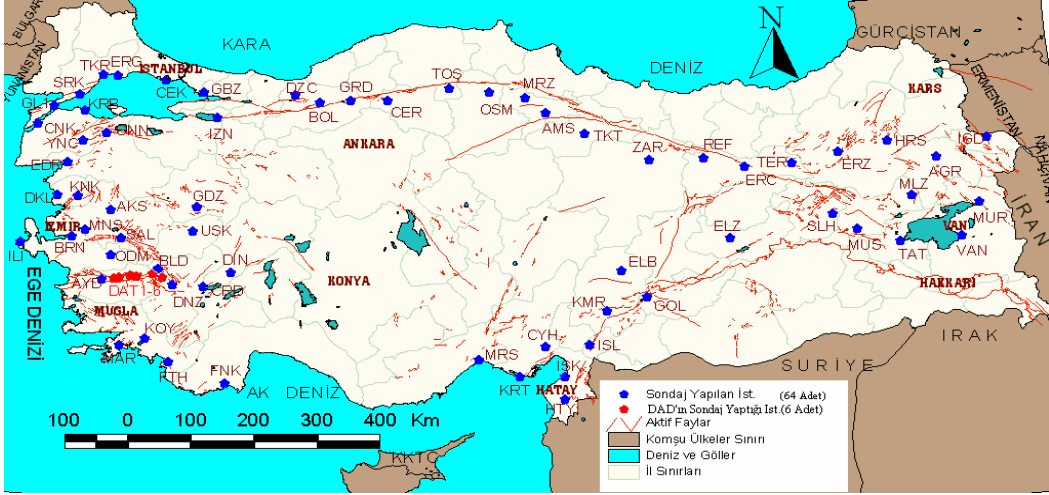 BULGAR
YUNANİSTAN
KARA
DENİZ
N
GÜRCİSTAN
ERMENİSTAN
NAHÇIVAN
İRAN
TKR
ERG
İSTANBUL
SRK
CEK
GBZ
KRB
CNK
YNC
IZN
EDR
DZC
BOL
GRD
CER
TOS
OSM
MRZ
AMS
TKT
ZAR
REF
ERC
TER
ERZ
HRS
KARS
IGD
AGR
MLZ
MUR
ANKARA
DKL
KNK
AKS
GDZ
İZMİR
MNS
SAL
USK
BRN
ILI
ODM
BLD
DIN
AYD
DAT1-6
DNZ
CRD
MUGLA
KONYA
ELZ
ELB
SLH
MUS
TAT
VAN
VAN
HAKKARİ
KMR
GOL
EGE DENİZİ
KOY
MAR
FTH
FNK
AK DENİZ
MRS
CYH
ISL
KRT
ISK
HATAY
HTY
SURİYE
IRAK
KKTC
100 0 100 200 300 400 Km
Sondaj Yapılan İst. (64 Adet)
DAD'ın Sondaj Yaptığı Ist.(6 Adet)
Aktif Faylar
Komşu Ülkeler Sınırı
Deniz ve Göller
İl Sınırları